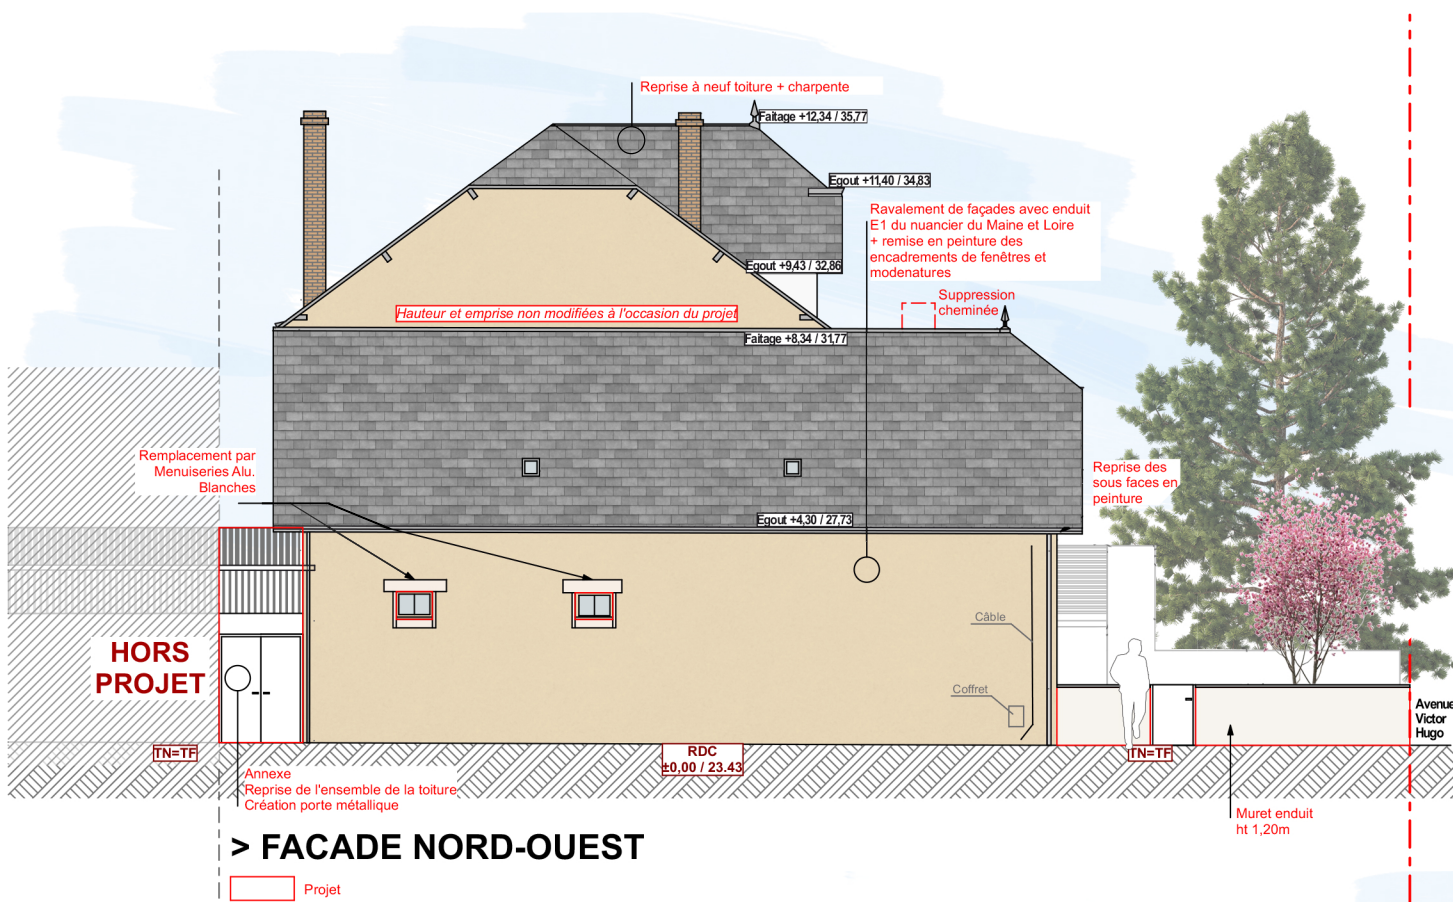 Reprise à neuf toiture + charpente
Faitage +12,34 / 35,77
Egout +11,40 / 34,83
Ravalement de façades avec enduit
E1 du nuancier du Maine et Loire
+ remise en peinture des
encadrements de fenêtres et
modenatures
Egout +9,43 / 32,86
Suppression
cheminée
Hauteur et emprise non modifiées à l'occasion du projet
Faitage +8,34 / 31,77
Remplacement par
Menuiseries Alu.
Blanches
Reprise des
sous faces en
peinture
Egout +4,30 / 27,73
Câble
HORS
PROJET
Coffret
Avenue
Victor
Hugo
TN=TF
RDC
±0,00 / 23.43
TN=TF
Annexe
Reprise de l'ensemble de la toiture
Création porte métallique
Muret enduit
ht 1,20m
> FACADE NORD-OUEST
Projet